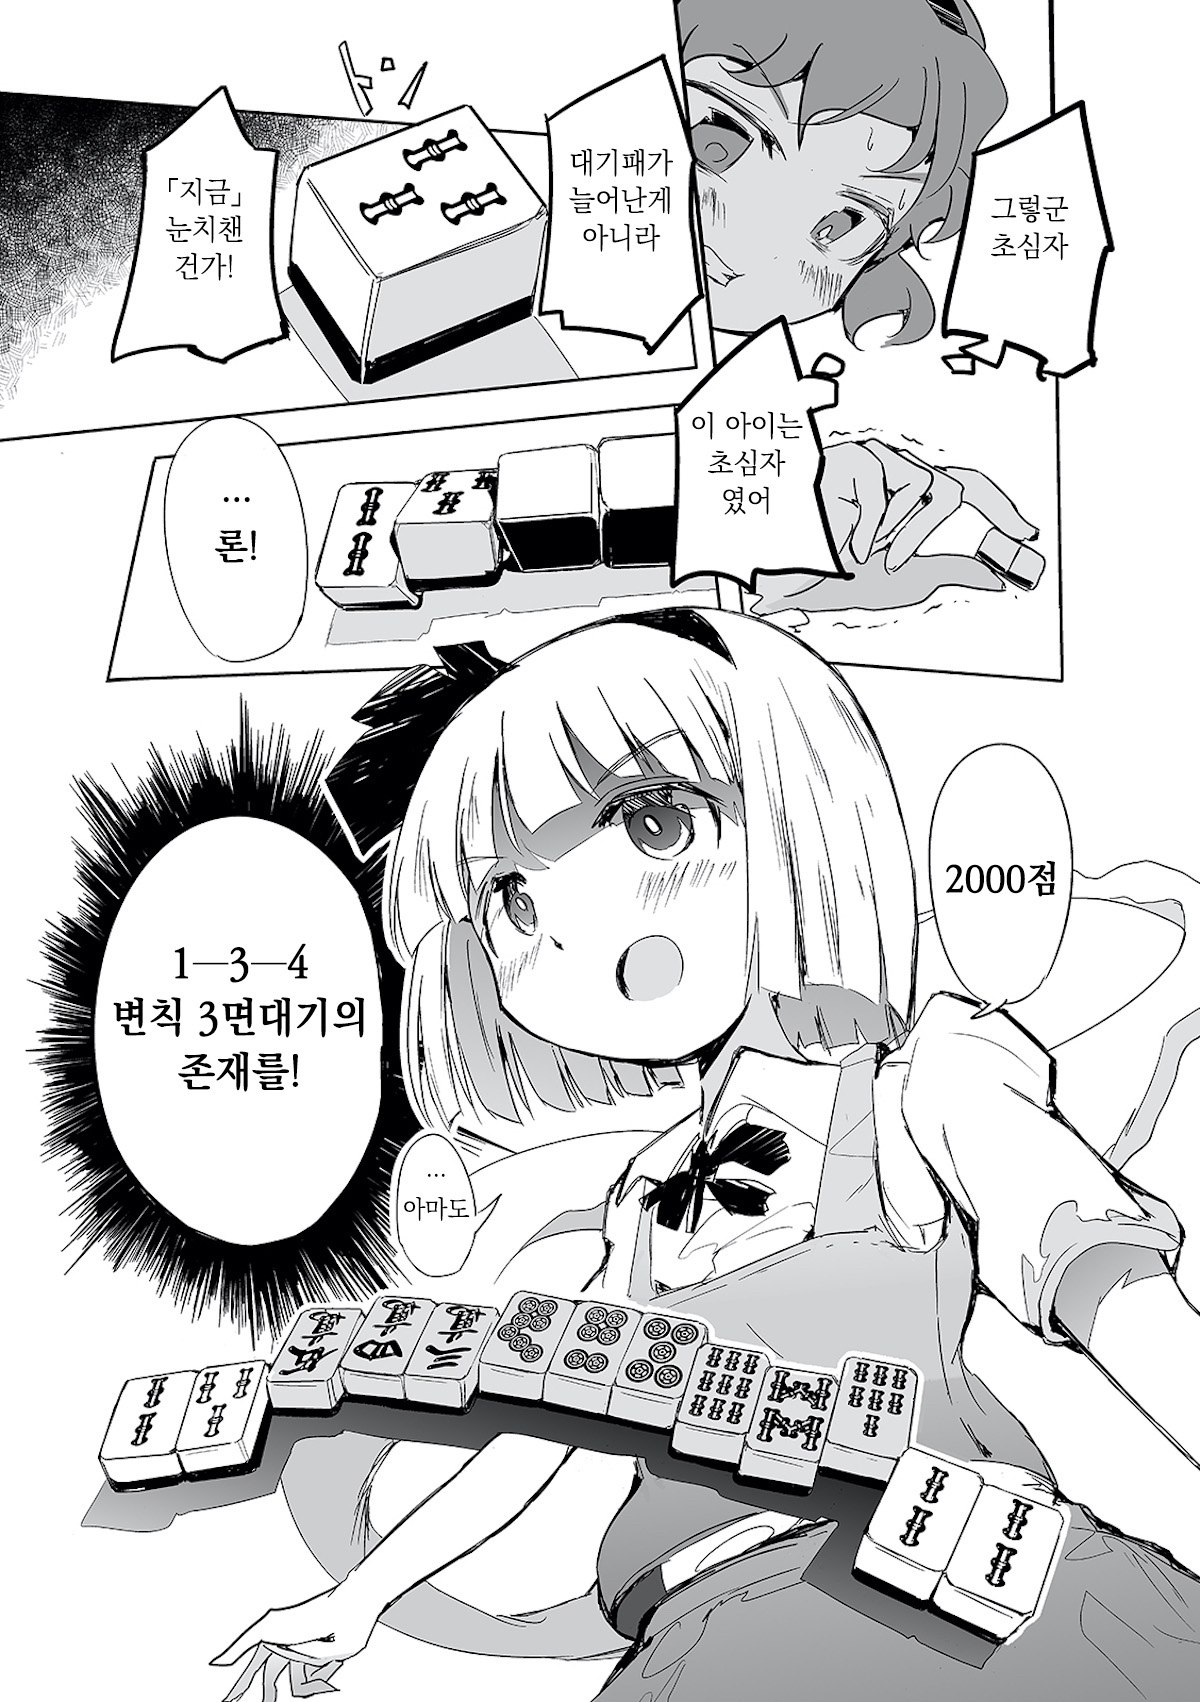 그렇군
초심자
대기패가
늘어난게
아니라
「지금」
눈치챈
건가!
ドン
이 아이는
초심자
였어
...
론!
2000점
1—3—4
변칙 3면대기의
존재를!
...
아마도